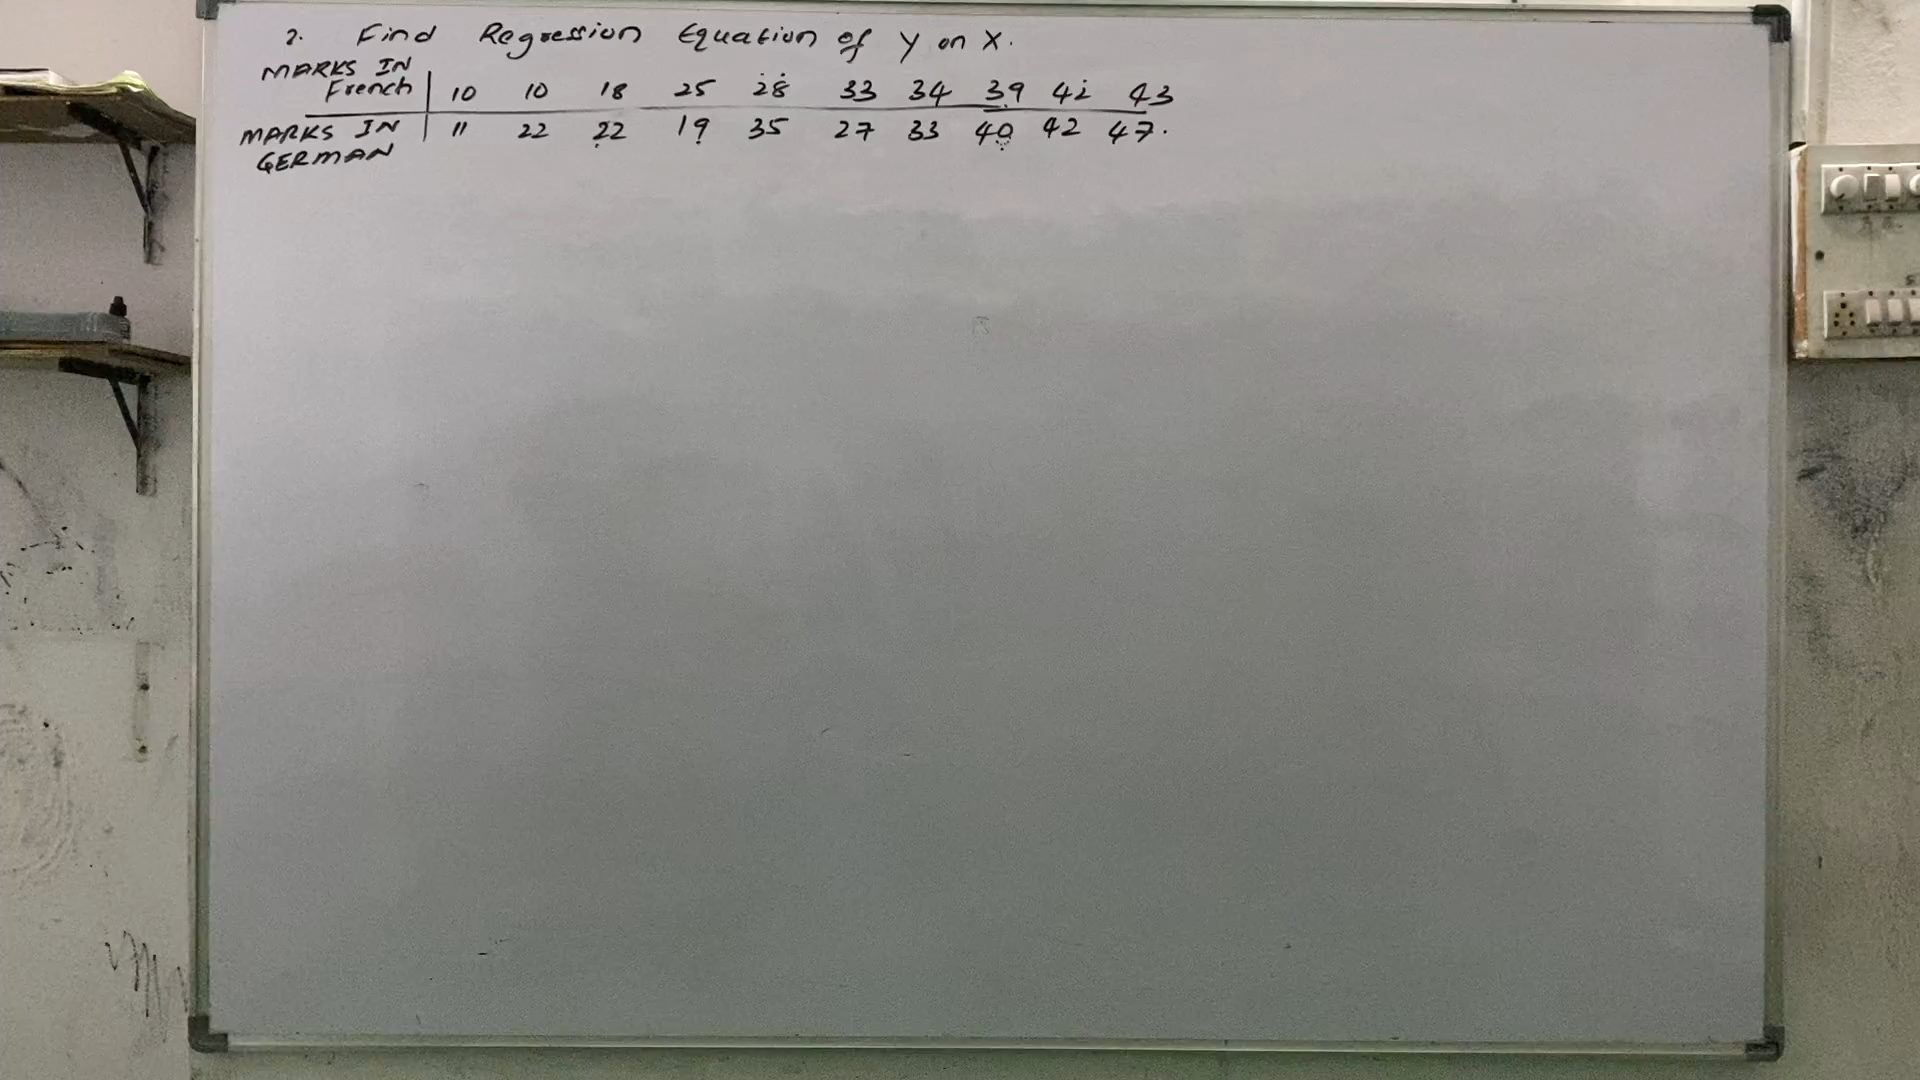 2. Find Regression Equation of Y on X.
MARKS IN
French 10 10 18 25 28 33 34 39 42 43
MARKS IN 11 22 22 19 35 27 33 40 42 47.
GERMAN